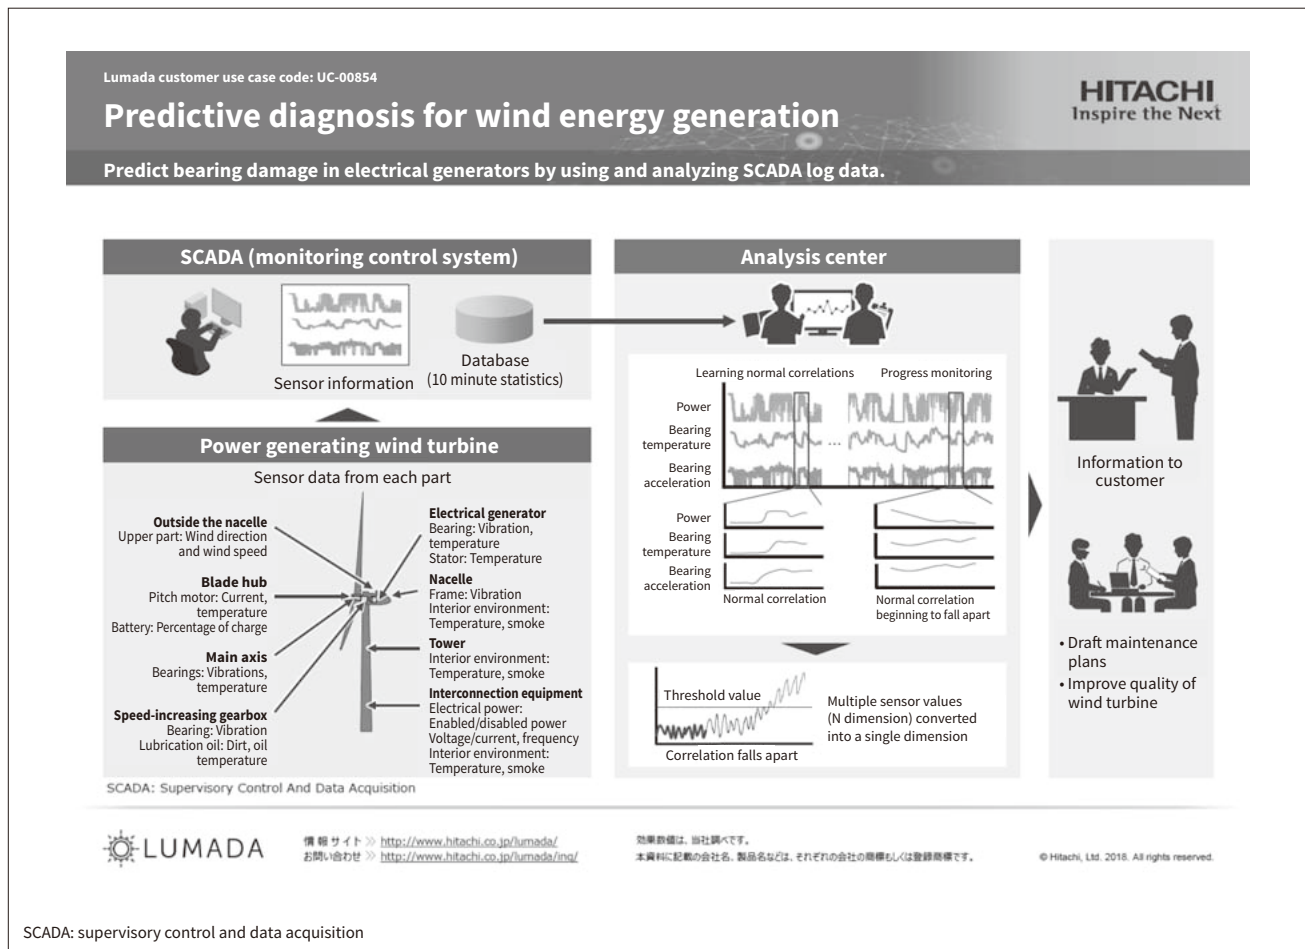 Lumada customer use case code: UC-00854
Predictive diagnosis for wind energy generation
HITACHI
Inspire the Next
Predict bearing damage in electrical generators by using and analyzing SCADA log data.
SCADA (monitoring control system)
Sensor information
Database
(10 minute statistics)
Power generating wind turbine
Sensor data from each part
Outside the nacelle
Upper part: Wind direction
and wind speed
Blade hub
Pitch motor: Current,
temperature
Battery: Percentage of charge
Main axis
Bearings: Vibrations,
temperature
Speed-increasing gearbox
Bearing: Vibration
Lubrication oil: Dirt, oil
temperature
Electrical generator
Bearing: Vibration,
temperature
Stator: Temperature
Nacelle
Frame: Vibration
Interior environment:
Temperature, smoke
Tower
Interior environment:
Temperature, smoke
Interconnection equipment
Electrical power:
Enabled/disabled power
Voltage/current, frequency
Interior environment:
Temperature, smoke
Analysis center
Learning normal correlations
Progress monitoring
Power
Bearing
temperature
...
Bearing
acceleration
Power
Bearing
temperature
Bearing
acceleration
Normal correlation
Normal correlation
beginning to fall apart
Threshold value
Correlation falls apart
Multiple sensor values
(N dimension) converted
into a single dimension
Information to
customer
• Draft maintenance
plans
• Improve quality of
wind turbine
SCADA: Supervisory Control And Data Acquisition
LUMADA
情報サイト >> http://www.hitachi.co.jp/lumada/
お問い合わせ >> http://www.hitachi.co.jp/lumada/inq/
効果数値は、当社調べです。
本資料に記載の会社名、製品名などは、それぞれの会社の商標もしくは登録商標です。
© Hitachi, Ltd. 2018. All rights reserved.
SCADA: supervisory control and data acquisition